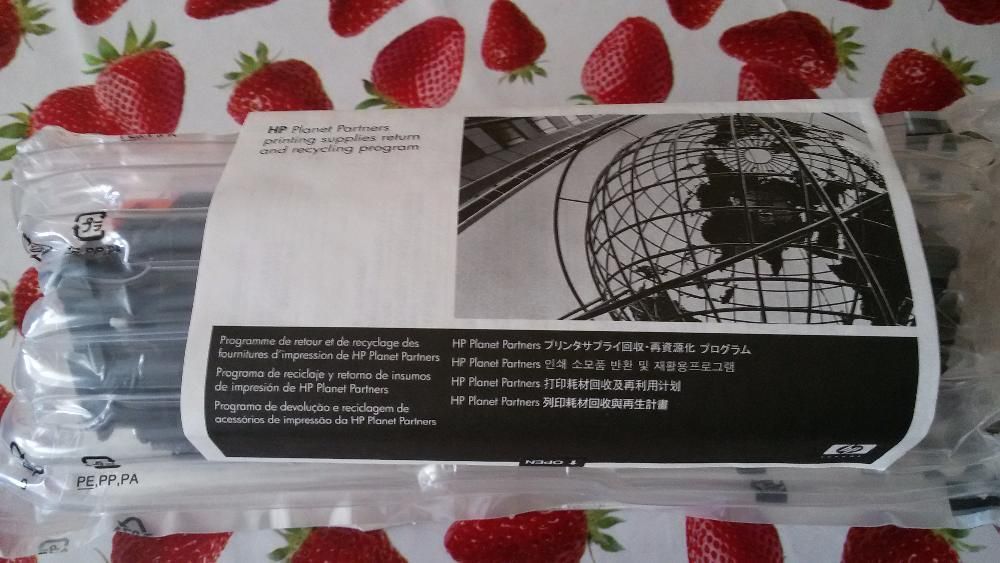 HP Planet Partners
printing supplies return
and recycling program
Programme de retour et de recyclage des
fournitures d'impression de HP Planet Partners
Programa de reciclaje y retorno de insumos
de impresión de HP Planet Partners
Programa de devolução e reciclagem de
acessórios de impressão da HP Planet Partners
HP Planet Partners プリンタサプライ回収・再資源化 プログラム
HP Planet Partners 인쇄 소모품 반환 및 재활용프로그램
HP Planet Partners 打印耗材回收及再利用计划
HP Planet Partners 列印耗材回收與再生計畫
hp
1 OPEN
PE,PP,PA